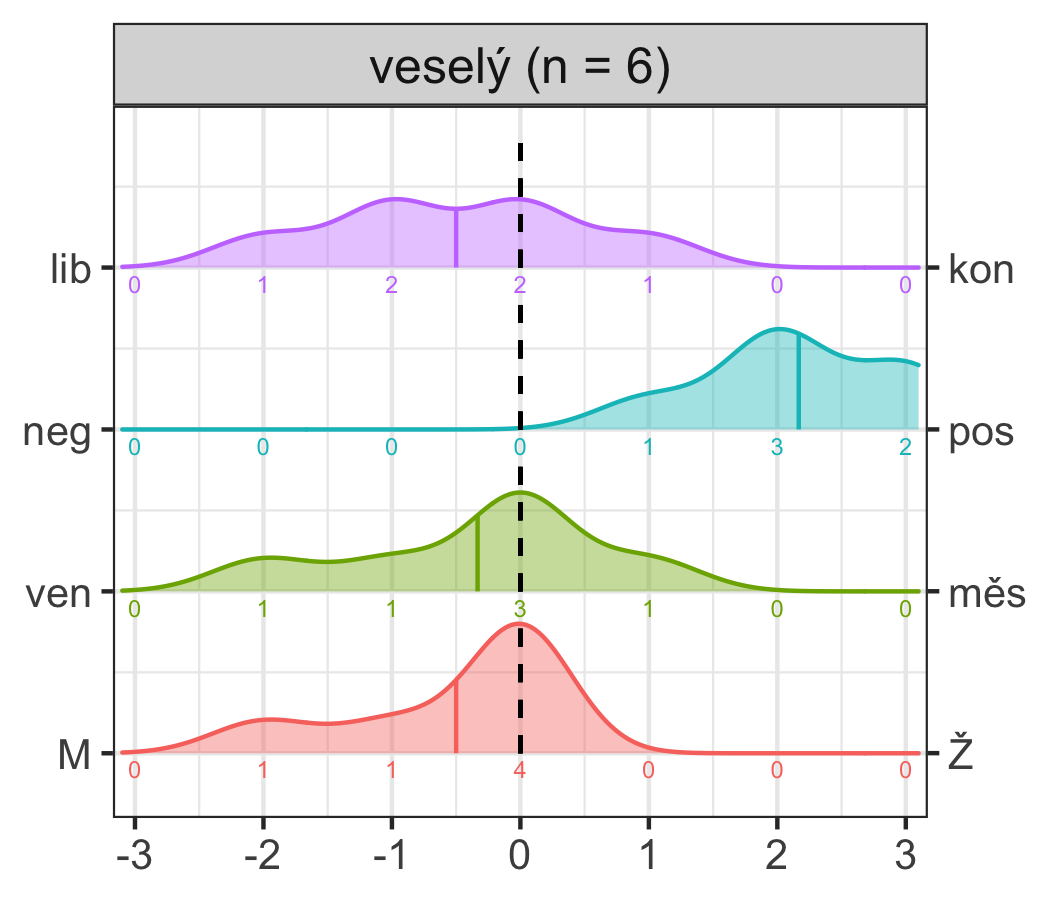 veselý (n = 6)
lib kon
0 1 2 2 1 0 0
neg pos
0 0 0 0 1 3 2
ven měs
0 1 1 3 1 0 0
M Ž
0 1 1 4 0 0 0
-3 -2 -1 0 1 2 3